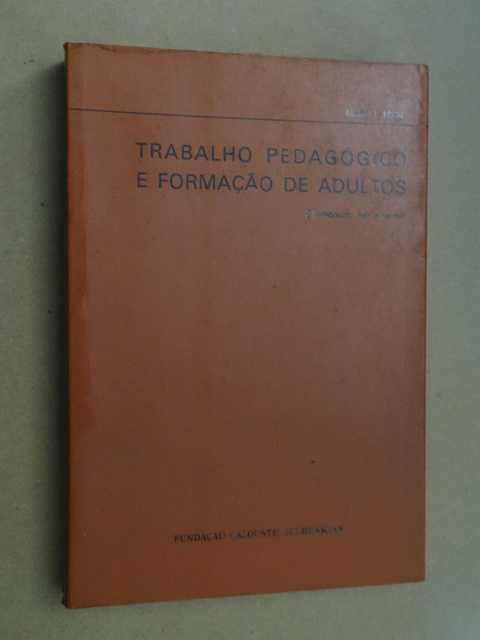 TRABALHO PEDAGÓGICO
E FORMAÇÃO DE ADULTOS
FUNDAÇÃO CALOUSTE GULBENKIAN